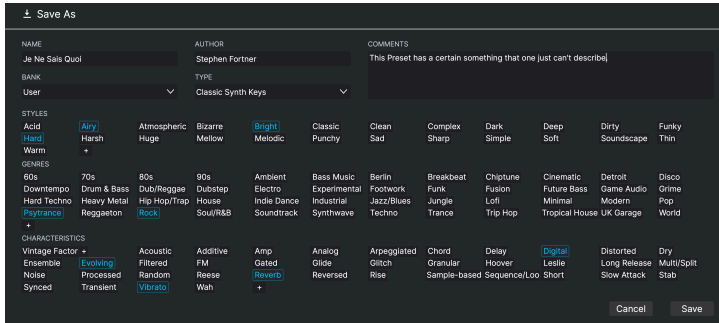 Save As
NAME AUTHOR COMMENTS
Je Ne Sais Quoi Stephen Fortner This Preset has a certain something that one just can't describe
BANK TYPE
User Classic Synth Keys
STYLES
Acid Airy Atmospheric Bizarre Bright Classic Clean Complex Dark Deep Dirty Funky
Hard Harsh Huge Mellow Melodic Punchy Sad Sharp Simple Soft Soundscape Thin
Warm +
GENRES
60s 70s 80s 90s Ambient Bass Music Berlin Breakbeat Chiptune Cinematic Detroit Disco
Downtempo Drum & Bass Dub/Reggae Dubstep Electro Experimental Footwork Funk Fusion Future Bass Game Audio Grime
Hard Techno Heavy Metal Hip Hop/Trap House Indie Dance Industrial Jazz/Blues Jungle Lofi Minimal Modern Pop
Psytrance Reggaeton Rock Soul/R&B Soundtrack Synthwave Techno Trance Trip Hop Tropical House UK Garage World
+
CHARACTERISTICS
Vintage Factor + Acoustic Additive Amp Analog Arpeggiated Chord Delay Digital Distorted Dry
Ensemble Evolving Filtered FM Gated Glide Glitch Granular Hoover Leslie Long Release Multi/Split
Noise Processed Random Reese Reverb Reversed Rise Sample-based Sequence/Loo Short Slow Attack Stab
Synced Transient Vibrato Wah +
Cancel Save